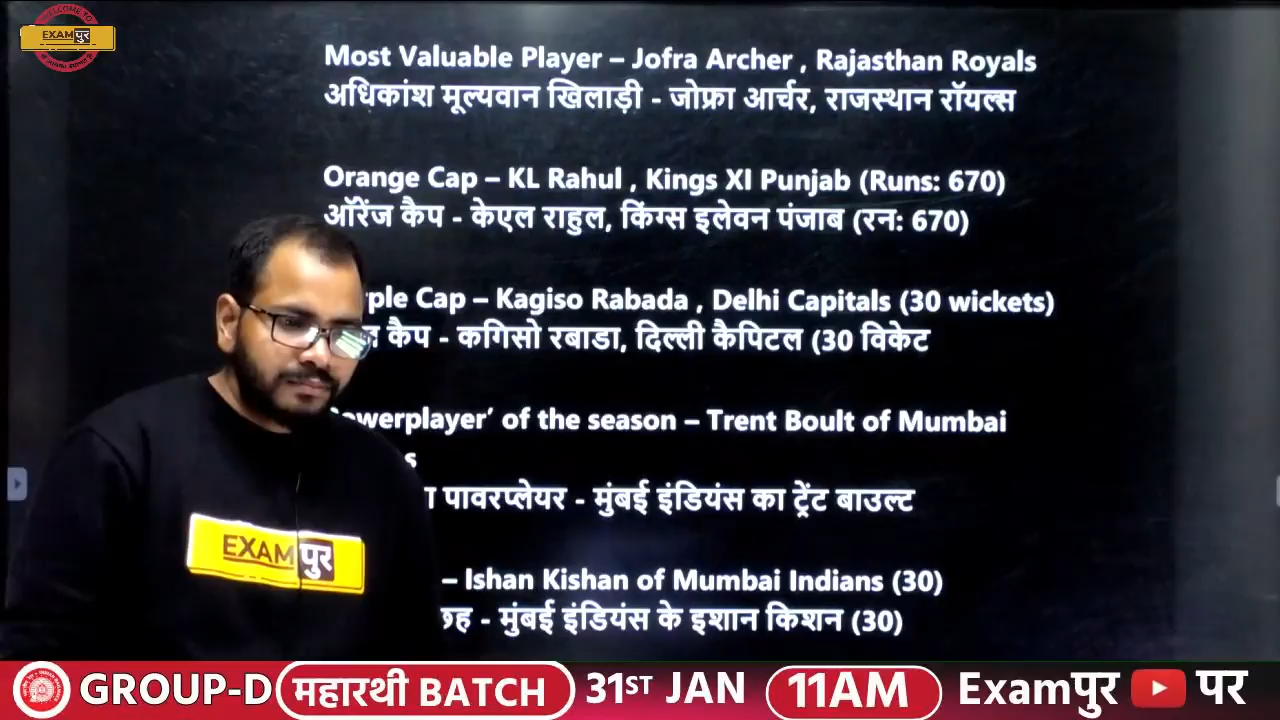 WELCOME TO
EXAMपुर
Most Valuable Player – Jofra Archer , Rajasthan Royals
अधिकांश मूल्यवान खिलाड़ी - जोफ्रा आर्चर, राजस्थान रॉयल्स
Orange Cap – KL Rahul , Kings XI Punjab (Runs: 670)
ऑरेंज कैप - केएल राहुल, किंग्स इलेवन पंजाब (रन: 670)
Cap – Kagiso Rabada , Delhi Capitals (30 wickets)
कैप - कगिसो रबाडा, दिल्ली कैपिटल (30 विकेट
of the season – Trent Boult of Mumbai
पावरप्लेयर - मुंबई इंडियंस का ट्रेंट बाउल्ट
– Ishan Kishan of Mumbai Indians (30)
- मुंबई इंडियंस के इशान किशन (30)
EXAMपुर
GROUP-D महारथी BATCH 31ST JAN 11AM Examपुर पर